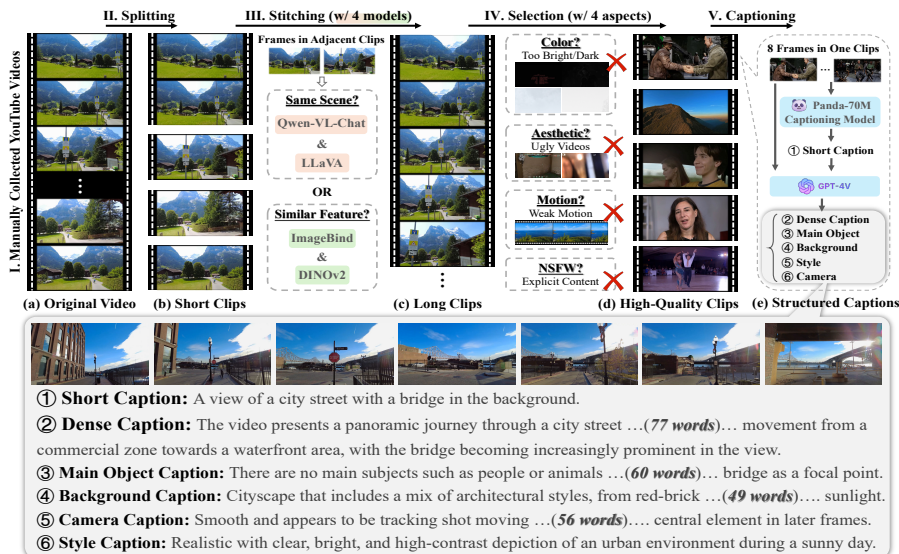 II. Splitting
III. Stitching (w/ 4 models)
IV. Selection (w/ 4 aspects)
V. Captioning
I. Manually Collected YouTube Videos
Frames in Adjacent Clips
Same Scene?
Qwen-VL-Chat
&
LLaVA
OR
Similar Feature?
ImageBind
&
DINOv2
Color?
Too Bright/Dark
Aesthetic?
Ugly Videos
Motion?
Weak Motion
NSFW?
Explicit Content
8 Frames in One Clips
...
Panda-70M
Captioning Model
① Short Caption
GPT-4V
② Dense Caption
③ Main Object
④ Background
⑤ Style
⑥ Camera
(a) Original Video
(b) Short Clips
(c) Long Clips
(d) High-Quality Clips
(e) Structured Captions
① Short Caption: A view of a city street with a bridge in the background.
② Dense Caption: The video presents a panoramic journey through a city street …(77 words)… movement from a
commercial zone towards a waterfront area, with the bridge becoming increasingly prominent in the view.
③ Main Object Caption: There are no main subjects such as people or animals …(60 words)… bridge as a focal point.
④ Background Caption: Cityscape that includes a mix of architectural styles, from red-brick …(49 words)…. sunlight.
⑤ Camera Caption: Smooth and appears to be tracking shot moving …(56 words)…. central element in later frames.
⑥ Style Caption: Realistic with clear, bright, and high-contrast depiction of an urban environment during a sunny day.